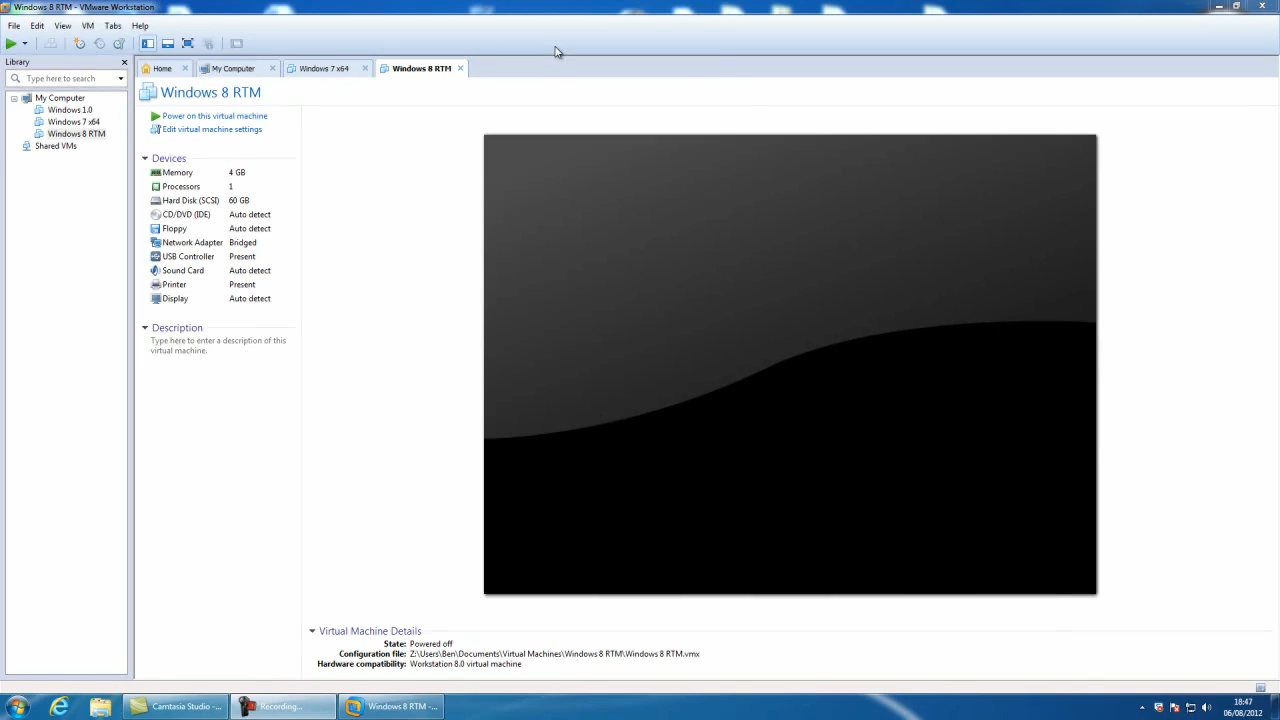 Windows 8 RTM - VMware Workstation
File Edit View VM Tabs Help
Library
Type here to search
My Computer
Windows 1.0
Windows 7 x64
Windows 8 RTM
Shared VMs
Home My Computer Windows 7 x64 Windows 8 RTM
Windows 8 RTM
Power on this virtual machine
Edit virtual machine settings
Devices
Memory 4 GB
Processors 1
Hard Disk (SCSI) 60 GB
CD/DVD (IDE) Auto detect
Floppy Auto detect
Network Adapter Bridged
USB Controller Present
Sound Card Auto detect
Printer Present
Display Auto detect
Description
Type here to enter a description of this
virtual machine.
Virtual Machine Details
State: Powered off
Configuration file: Z:\Users\Ben\Documents\Virtual Machines\Windows 8 RTM\Windows 8 RTM.vmx
Hardware compatibility: Workstation 8.0 virtual machine
Camtasia Studio -... Recording... Windows 8 RTM -...
18:47
06/08/2012